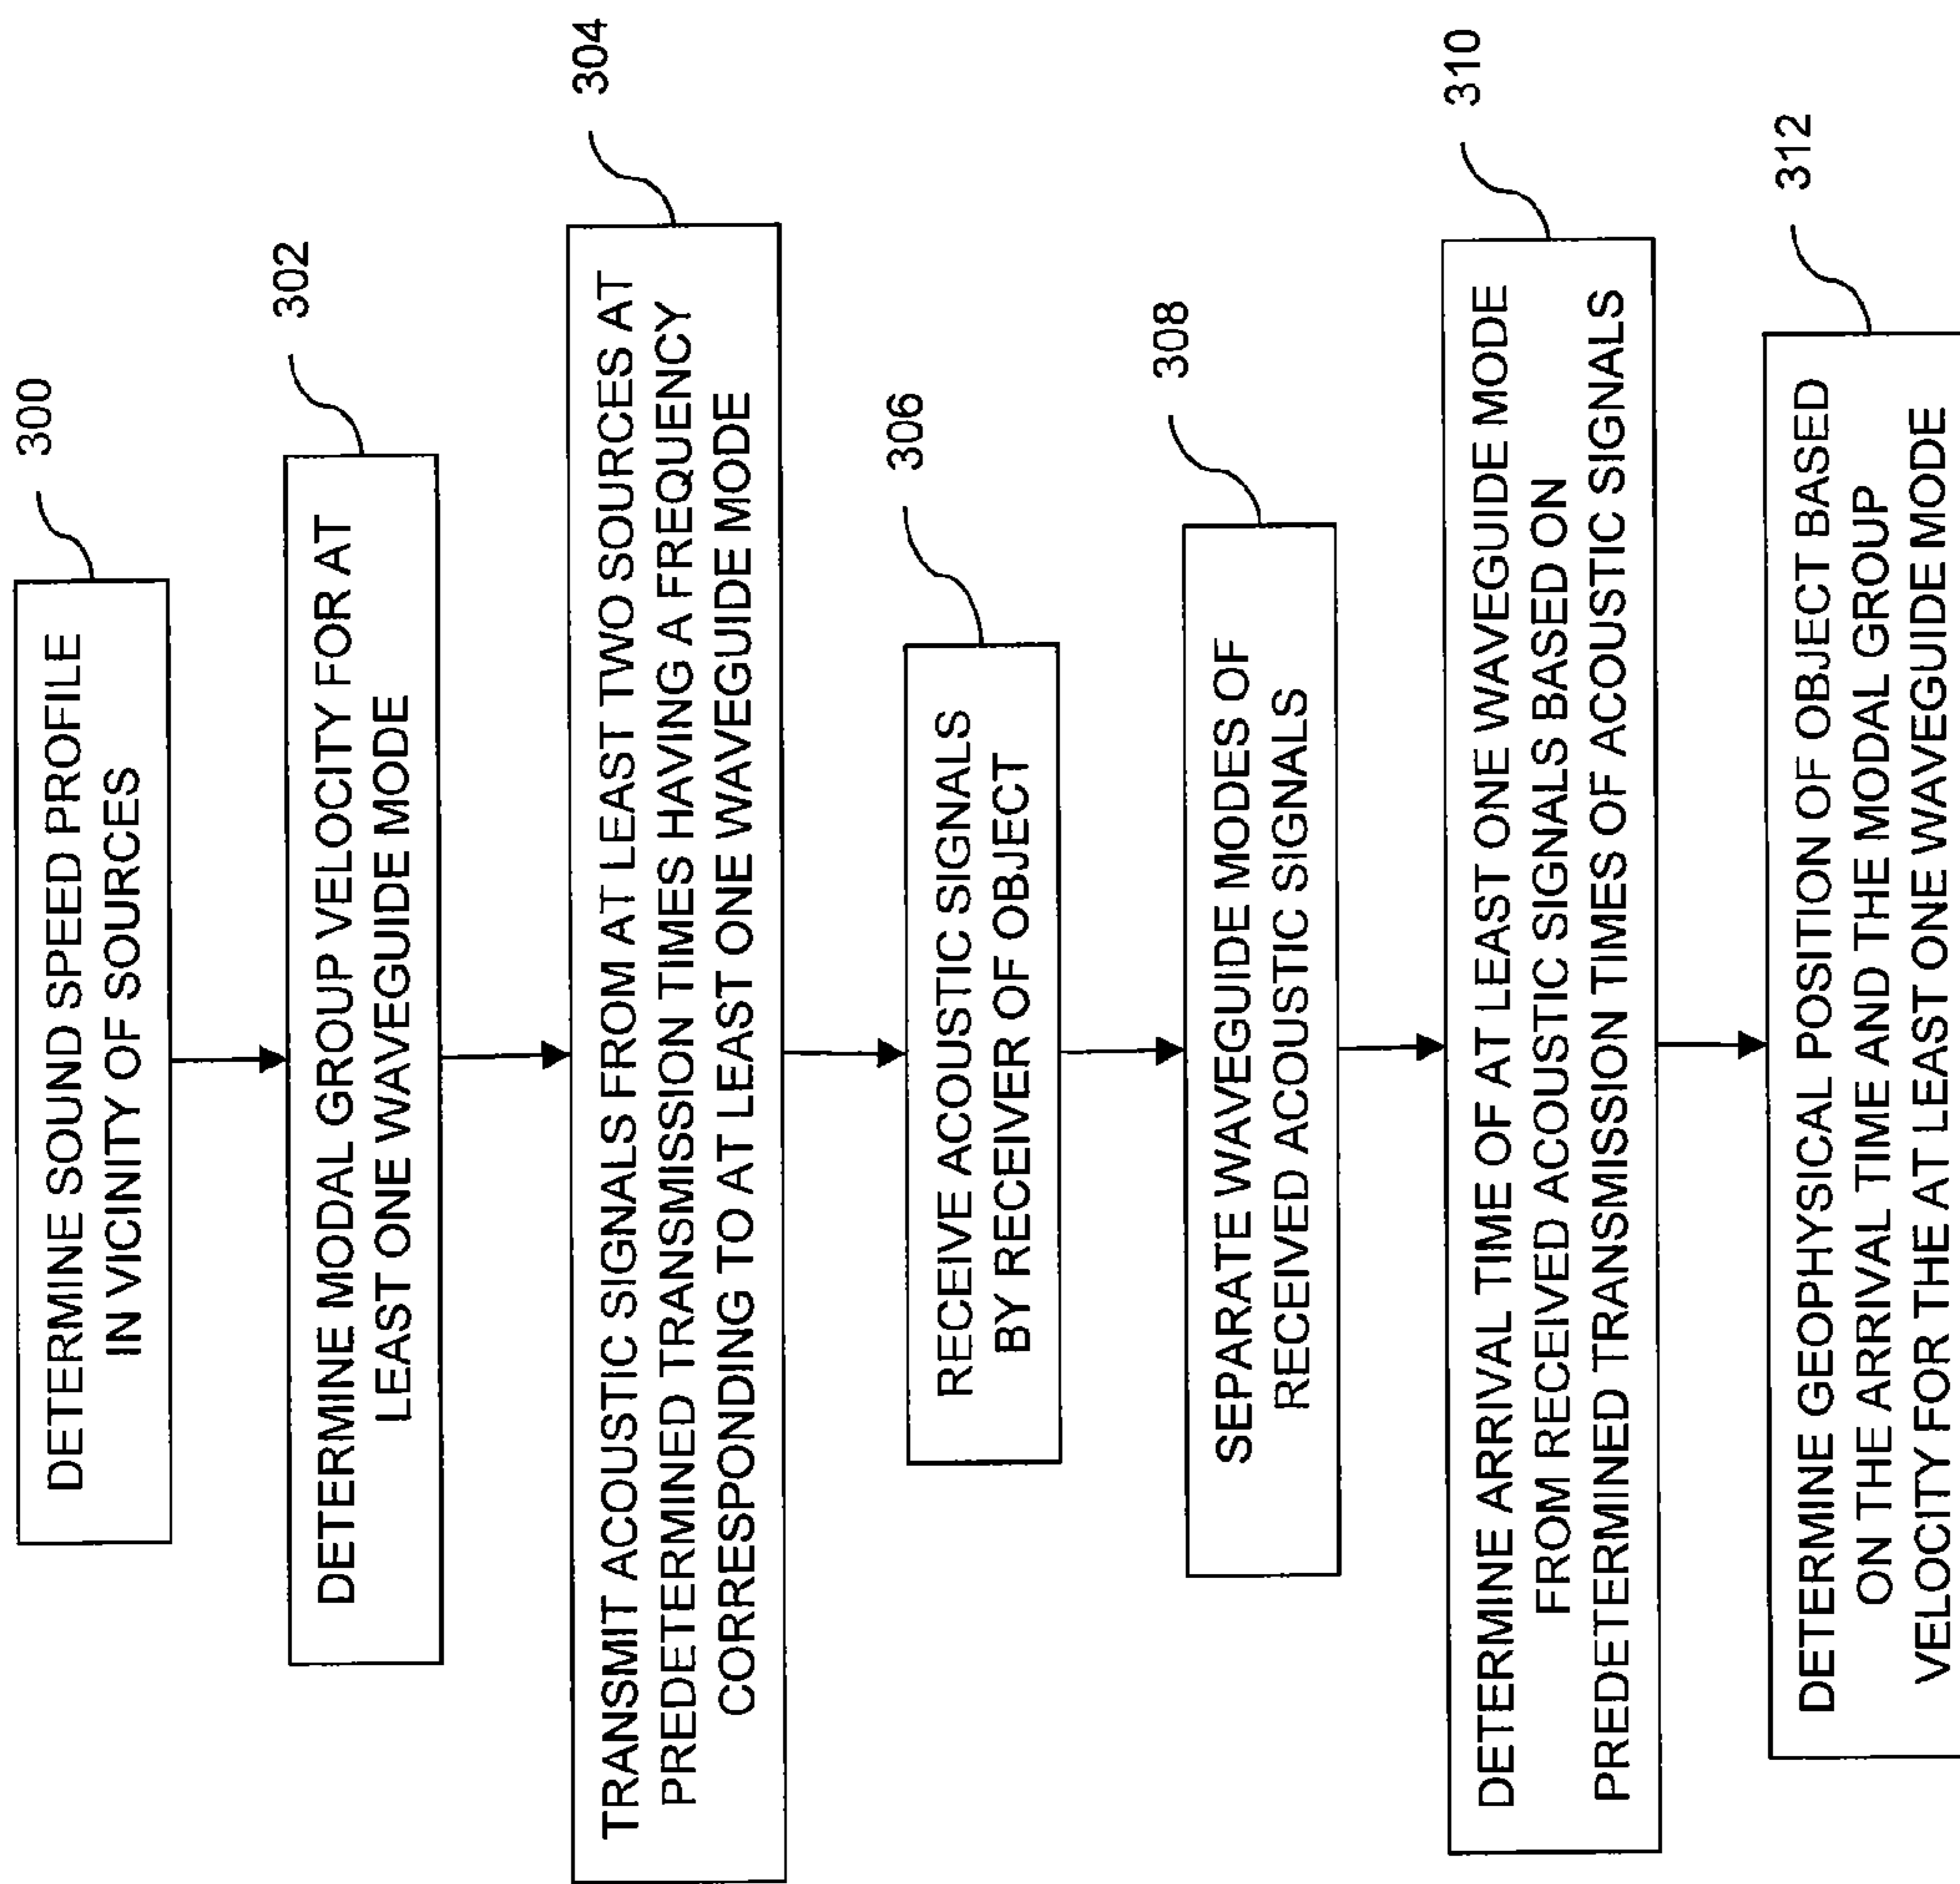 300
DETERMINE SOUND SPEED PROFILE
IN VICINITY OF SOURCES
302
DETERMINE MODAL GROUP VELOCITY FOR AT
LEAST ONE WAVEGUIDE MODE
304
TRANSMIT ACOUSTIC SIGNALS FROM AT LEAST TWO SOURCES AT
PREDETERMINED TRANSMISSION TIMES HAVING A FREQUENCY
CORRESPONDING TO AT LEAST ONE WAVEGUIDE MODE
306
RECEIVE ACOUSTIC SIGNALS
BY RECEIVER OF OBJECT
308
SEPARATE WAVEGUIDE MODES OF
RECEIVED ACOUSTIC SIGNALS
310
DETERMINE ARRIVAL TIME OF AT LEAST ONE WAVEGUIDE MODE
FROM RECEIVED ACOUSTIC SIGNALS BASED ON
PREDETERMINED TRANSMISSION TIMES OF ACOUSTIC SIGNALS
312
DETERMINE GEOPHYSICAL POSITION OF OBJECT BASED
ON THE ARRIVAL TIME AND THE MODAL GROUP
VELOCITY FOR THE AT LEAST ONE WAVEGUIDE MODE